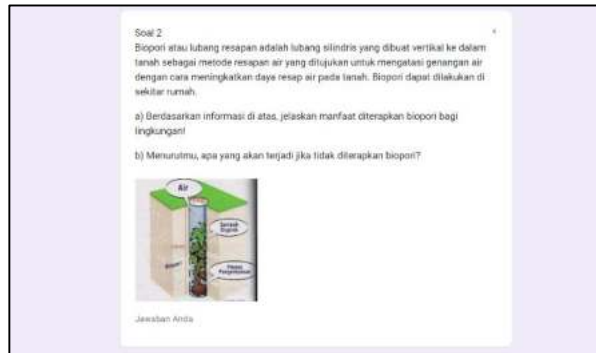 Soal 2
Biopori atau lubang resapan adalah lubang silindris yang dibuat vertikal ke dalam
tanah sebagai metode resapan air yang ditujukan untuk mengatasi genangan air
dengan cara meningkatkan daya resap air pada tanah. Biopori dapat dilakukan di
sekitar rumah.
a) Berdasarkan informasi di atas, jelaskan manfaat diterapkan biopori bagi
lingkungan!
b) Menurutmu, apa yang akan terjadi jika tidak diterapkan biopori?
Air
Sampah
Organik
Jawaban Anda